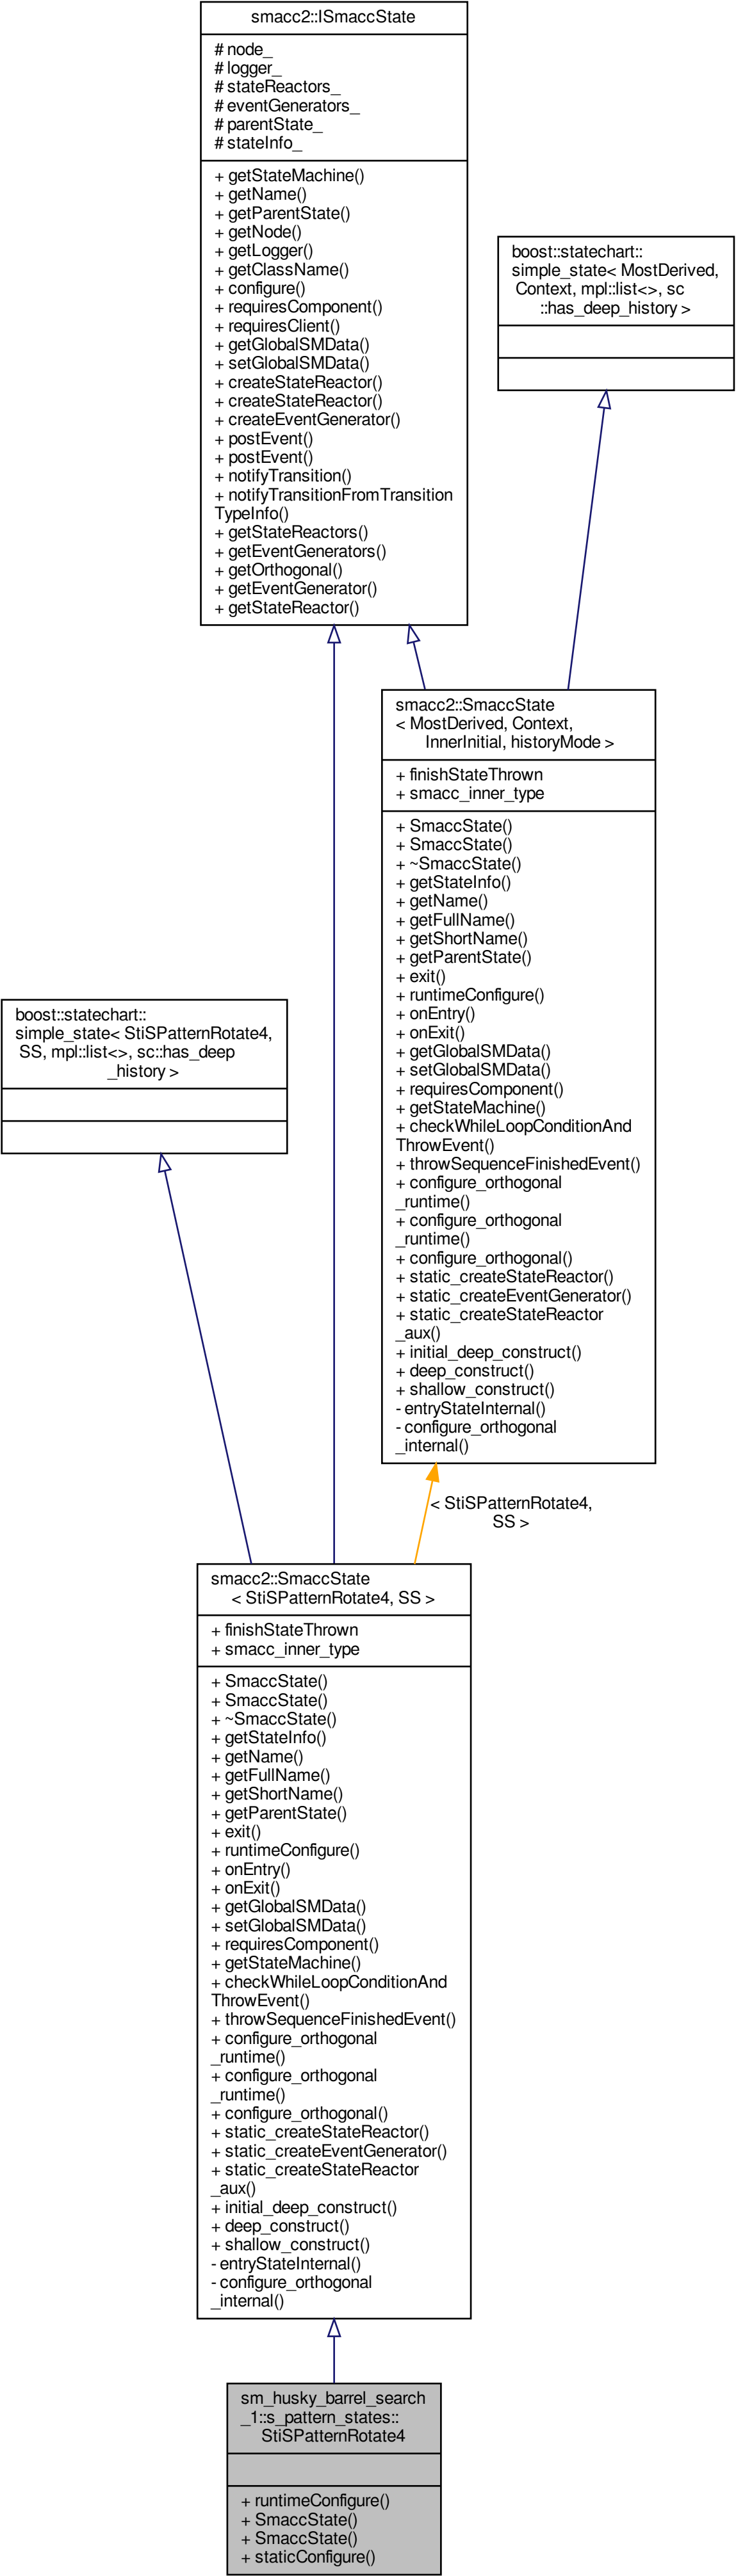 smacc2::ISmaccState
# node_
# logger_
# stateReactors_
# eventGenerators_
# parentState_
# stateInfo_
+ getStateMachine()
+ getName()
+ getParentState()
+ getNode()
+ getLogger()
+ getClassName()
+ configure()
+ requiresComponent()
+ requiresClient()
+ getGlobalSMData()
+ setGlobalSMData()
+ createStateReactor()
+ createStateReactor()
+ createEventGenerator()
+ postEvent()
+ postEvent()
+ notifyTransition()
+ notifyTransitionFromTransition
TypeInfo()
+ getStateReactors()
+ getEventGenerators()
+ getOrthogonal()
+ getEventGenerator()
+ getStateReactor()
boost::statechart::
simple_state< MostDerived,
Context, mpl::list<>, sc
::has_deep_history >
smacc2::SmaccState
< MostDerived, Context,
InnerInitial, historyMode >
+ finishStateThrown
+ smacc_inner_type
+ SmaccState()
+ SmaccState()
+ ~SmaccState()
+ getStateInfo()
+ getName()
+ getFullName()
+ getShortName()
+ getParentState()
+ exit()
+ runtimeConfigure()
+ onEntry()
+ onExit()
+ getGlobalSMData()
+ setGlobalSMData()
+ requiresComponent()
+ getStateMachine()
+ checkWhileLoopConditionAnd
ThrowEvent()
+ throwSequenceFinishedEvent()
+ configure_orthogonal
_runtime()
+ configure_orthogonal
_runtime()
+ configure_orthogonal()
+ static_createStateReactor()
+ static_createEventGenerator()
+ static_createStateReactor
_aux()
+ initial_deep_construct()
+ deep_construct()
+ shallow_construct()
- entryStateInternal()
- configure_orthogonal
_internal()
boost::statechart::
simple_state< StiSPatternRotate4,
SS, mpl::list<>, sc::has_deep
_history >
< StiSPatternRotate4,
SS >
smacc2::SmaccState
< StiSPatternRotate4, SS >
+ finishStateThrown
+ smacc_inner_type
+ SmaccState()
+ SmaccState()
+ ~SmaccState()
+ getStateInfo()
+ getName()
+ getFullName()
+ getShortName()
+ getParentState()
+ exit()
+ runtimeConfigure()
+ onEntry()
+ onExit()
+ getGlobalSMData()
+ setGlobalSMData()
+ requiresComponent()
+ getStateMachine()
+ checkWhileLoopConditionAnd
ThrowEvent()
+ throwSequenceFinishedEvent()
+ configure_orthogonal
_runtime()
+ configure_orthogonal
_runtime()
+ configure_orthogonal()
+ static_createStateReactor()
+ static_createEventGenerator()
+ static_createStateReactor
_aux()
+ initial_deep_construct()
+ deep_construct()
+ shallow_construct()
- entryStateInternal()
- configure_orthogonal
_internal()
sm_husky_barrel_search
_1::s_pattern_states::
StiSPatternRotate4
+ runtimeConfigure()
+ SmaccState()
+ SmaccState()
+ staticConfigure()